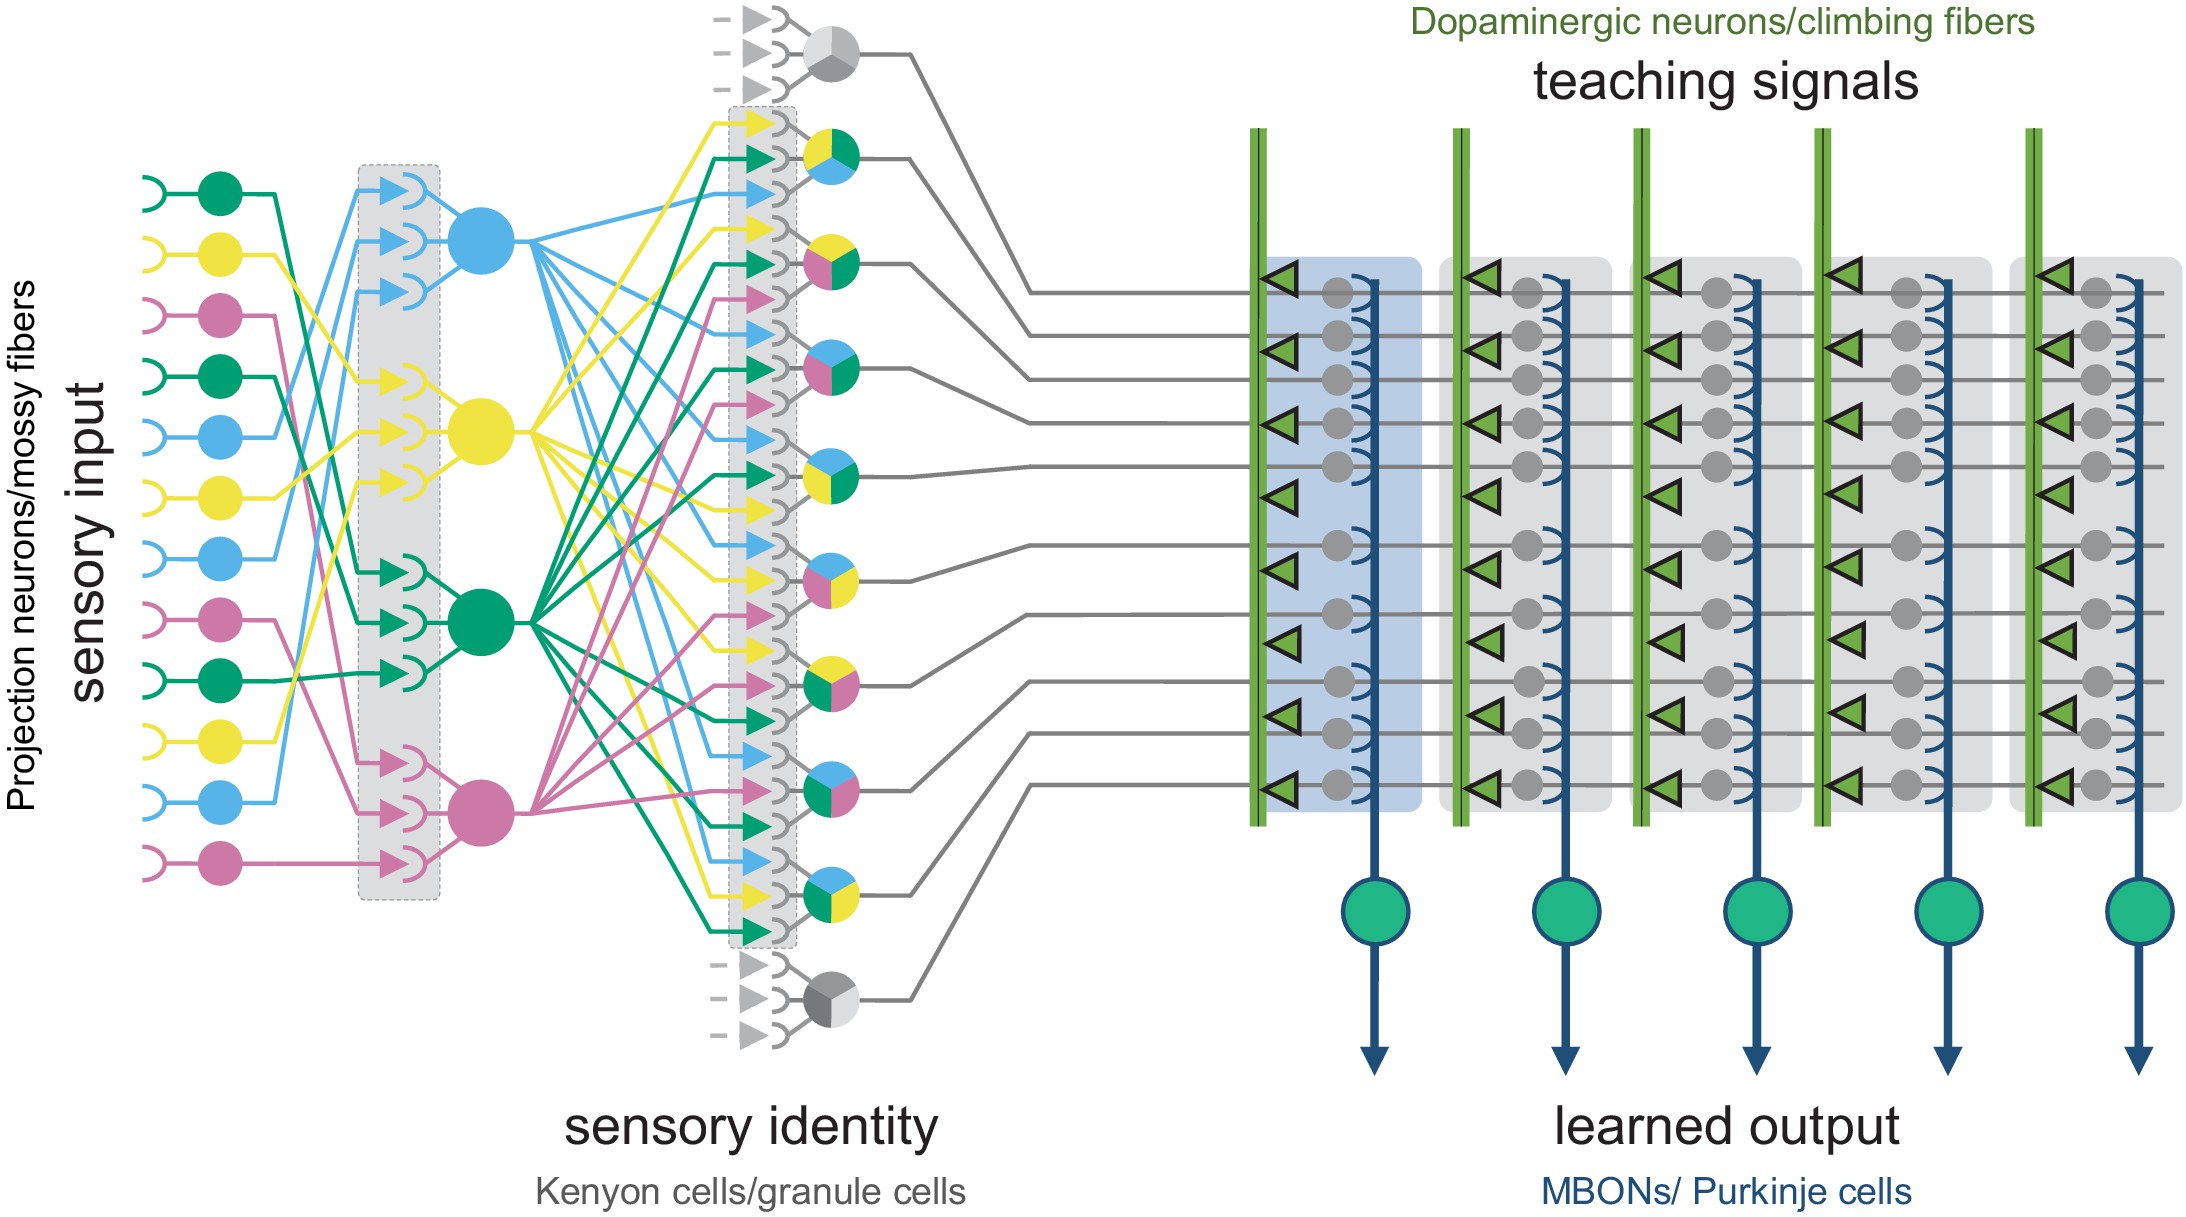 Dopaminergic neurons/climbing fibers
teaching signals
Projection neurons/mossy fibers
sensory input
sensory identity
Kenyon cells/granule cells
learned output
MBONs/ Purkinje cells